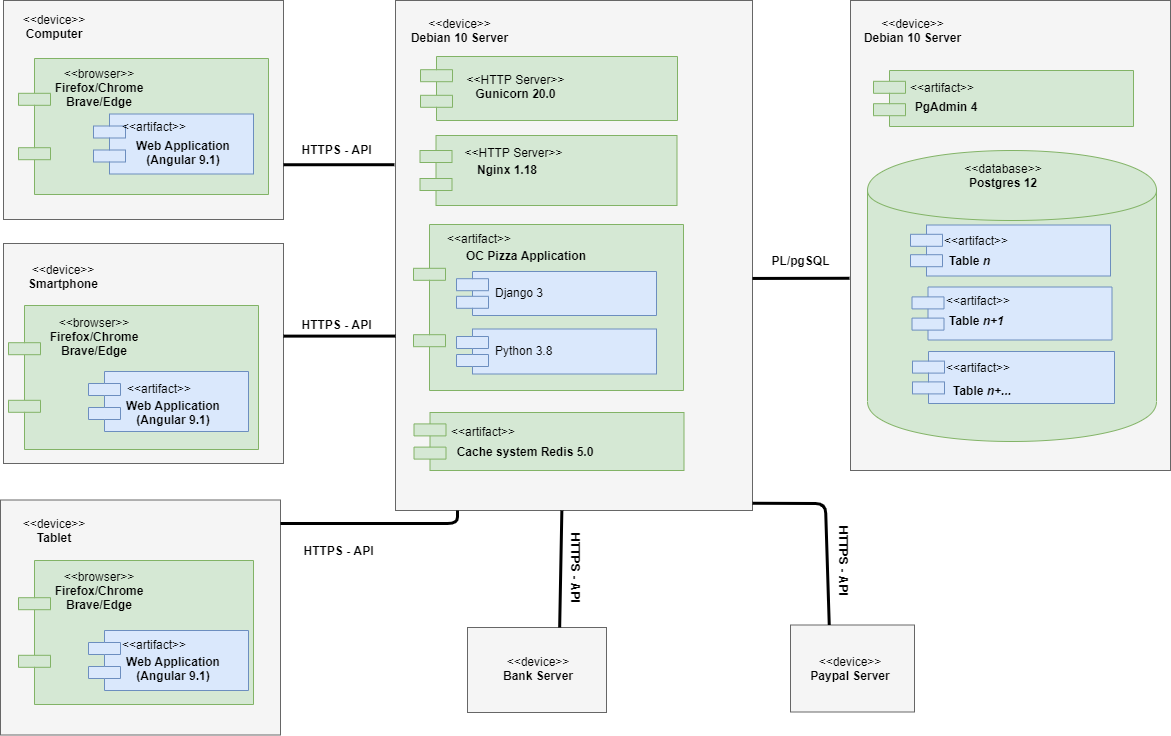 <<device>>
Computer
<<browser>>
Firefox/Chrome
Brave/Edge
<<artifact>>
Web Application
(Angular 9.1)
HTTPS - API
<<device>>
Smartphone
<<browser>>
Firefox/Chrome
Brave/Edge
<<artifact>>
Web Application
(Angular 9.1)
HTTPS - API
<<device>>
Tablet
<<browser>>
Firefox/Chrome
Brave/Edge
<<artifact>>
Web Application
(Angular 9.1)
HTTPS - API
<<device>>
Debian 10 Server
<<HTTP Server>>
Gunicorn 20.0
<<HTTP Server>>
Nginx 1.18
<<artifact>>
OC Pizza Application
Django 3
Python 3.8
<<artifact>>
Cache system Redis 5.0
PL/pgSQL
<<device>>
Debian 10 Server
<<artifact>>
PgAdmin 4
<<database>>
Postgres 12
<<artifact>>
Table n
<<artifact>>
Table n+1
<<artifact>>
Table n+...
HTTPS - API
<<device>>
Bank Server
HTTPS - API
<<device>>
Paypal Server